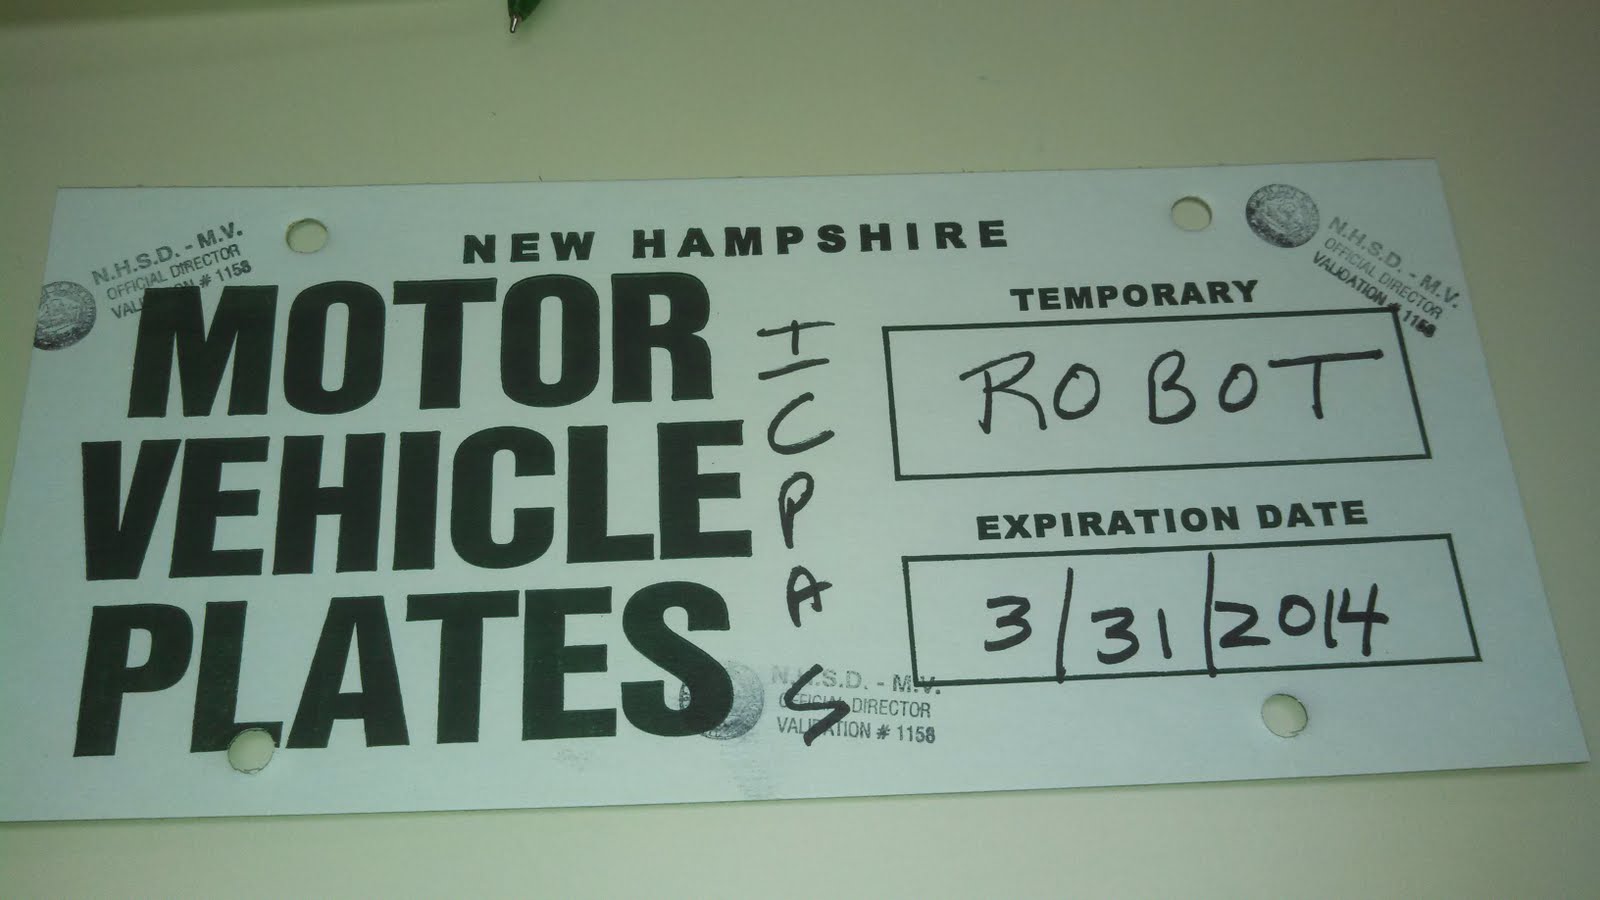 NEW HAMPSHIRE
N.H.S.D. - M.V.
OFFICIAL DIRECTOR
VALIDATION # 1158
MOTOR
VEHICLE
PLATES
I
C
P
A
S
TEMPORARY
ROBOT
EXPIRATION DATE
3/31/2014
N.H.S.D. - M.V.
OFFICIAL DIRECTOR
VALIDATION # 1158
N.H.S.D. - M.V.
OFFICIAL DIRECTOR
VALIDATION # 1158